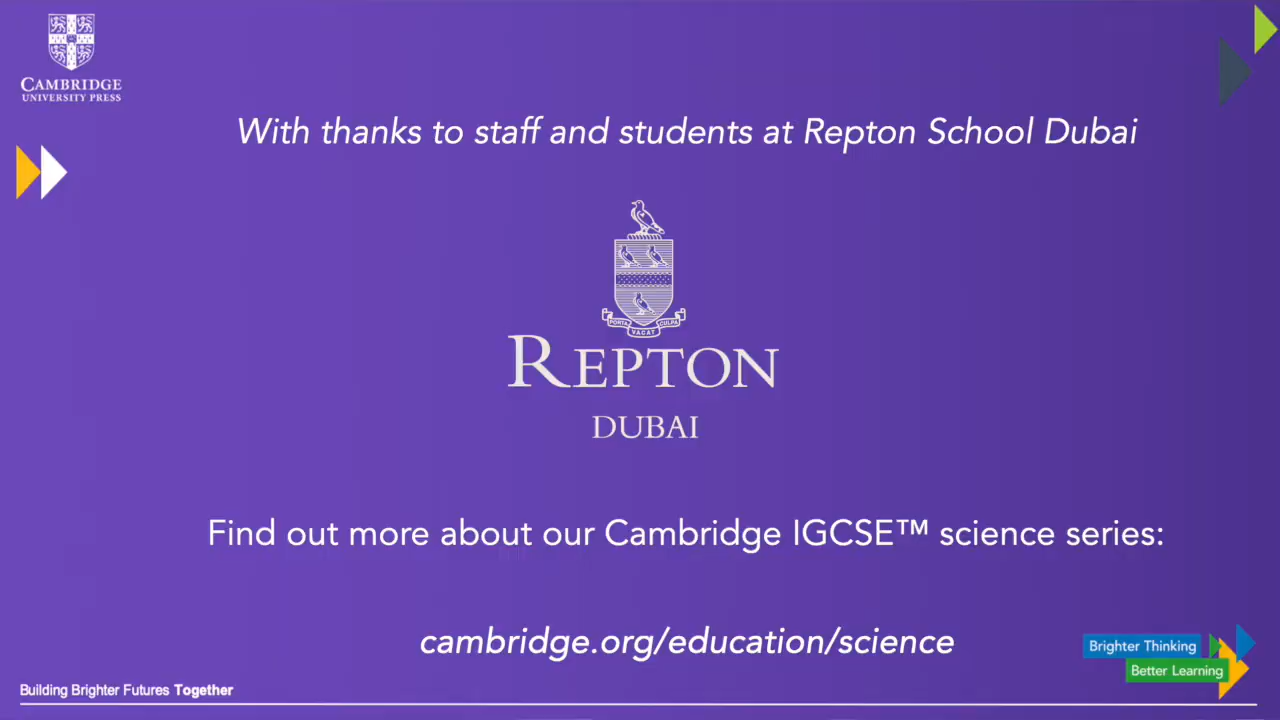 CAMBRIDGE
UNIVERSITY PRESS
With thanks to staff and students at Repton School Dubai
PORTA VACAT CULPA
REPTON
DUBAI
Find out more about our Cambridge IGCSE™ science series:
cambridge.org/education/science
Brighter Thinking
Better Learning
Building Brighter Futures Together